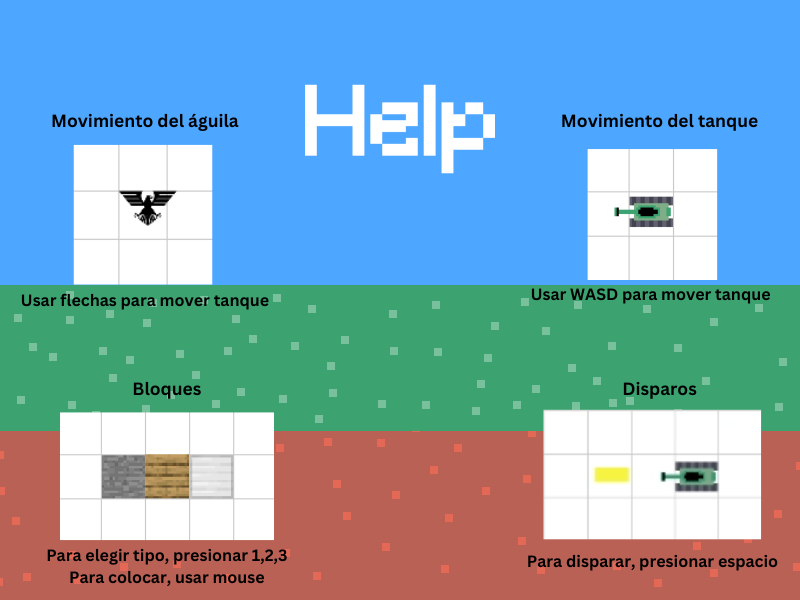 Help
Movimiento del águila
Movimiento del tanque
Usar flechas para mover tanque
Usar WASD para mover tanque
Bloques
Disparos
Para elegir tipo, presionar 1,2,3
Para colocar, usar mouse
Para disparar, presionar espacio